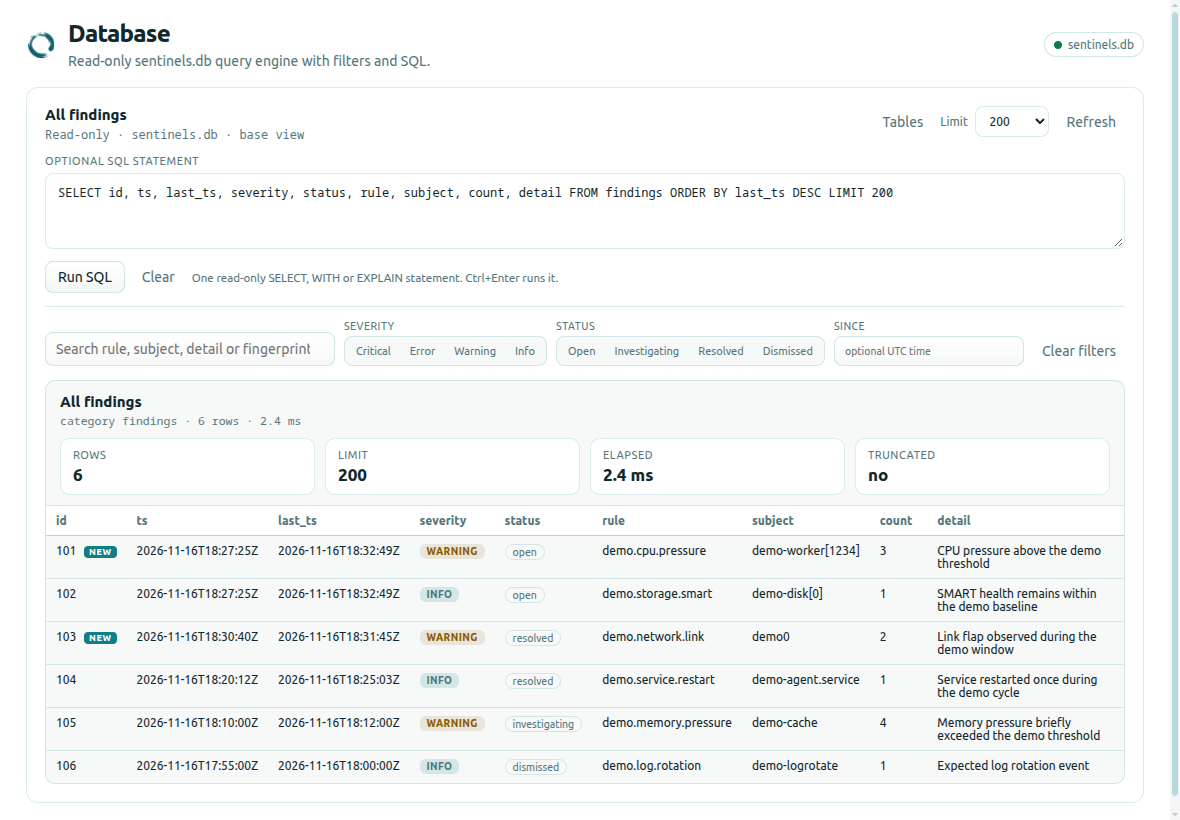 Database
Read-only sentinels.db query engine with filters and SQL.
sentinels.db
All findings
Read-only · sentinels.db · base view
Tables Limit 200 Refresh
OPTIONAL SQL STATEMENT
SELECT id, ts, last_ts, severity, status, rule, subject, count, detail FROM findings ORDER BY last_ts DESC LIMIT 200
Run SQL Clear One read-only SELECT, WITH or EXPLAIN statement. Ctrl+Enter runs it.
SEVERITY STATUS SINCE
Search rule, subject, detail or fingerprint Critical Error Warning Info Open Investigating Resolved Dismissed optional UTC time Clear filters
All findings
category findings · 6 rows · 2.4 ms
ROWS LIMIT ELAPSED TRUNCATED
6 200 2.4 ms no
id ts last_ts severity status rule subject count detail
101 NEW 2026-11-16T18:27:25Z 2026-11-16T18:32:49Z WARNING open demo.cpu.pressure demo-worker[1234] 3 CPU pressure above the demo
threshold
102 2026-11-16T18:27:25Z 2026-11-16T18:32:49Z INFO open demo.storage.smart demo-disk[0] 1 SMART health remains within
the demo baseline
103 NEW 2026-11-16T18:30:40Z 2026-11-16T18:31:45Z WARNING resolved demo.network.link demo0 2 Link flap observed during the
demo window
104 2026-11-16T18:20:12Z 2026-11-16T18:25:03Z INFO resolved demo.service.restart demo-agent.service 1 Service restarted once during
the demo cycle
105 2026-11-16T18:10:00Z 2026-11-16T18:12:00Z WARNING investigating demo.memory.pressure demo-cache 4 Memory pressure briefly
exceeded the demo threshold
106 2026-11-16T17:55:00Z 2026-11-16T18:00:00Z INFO dismissed demo.log.rotation demo-logrotate 1 Expected log rotation event